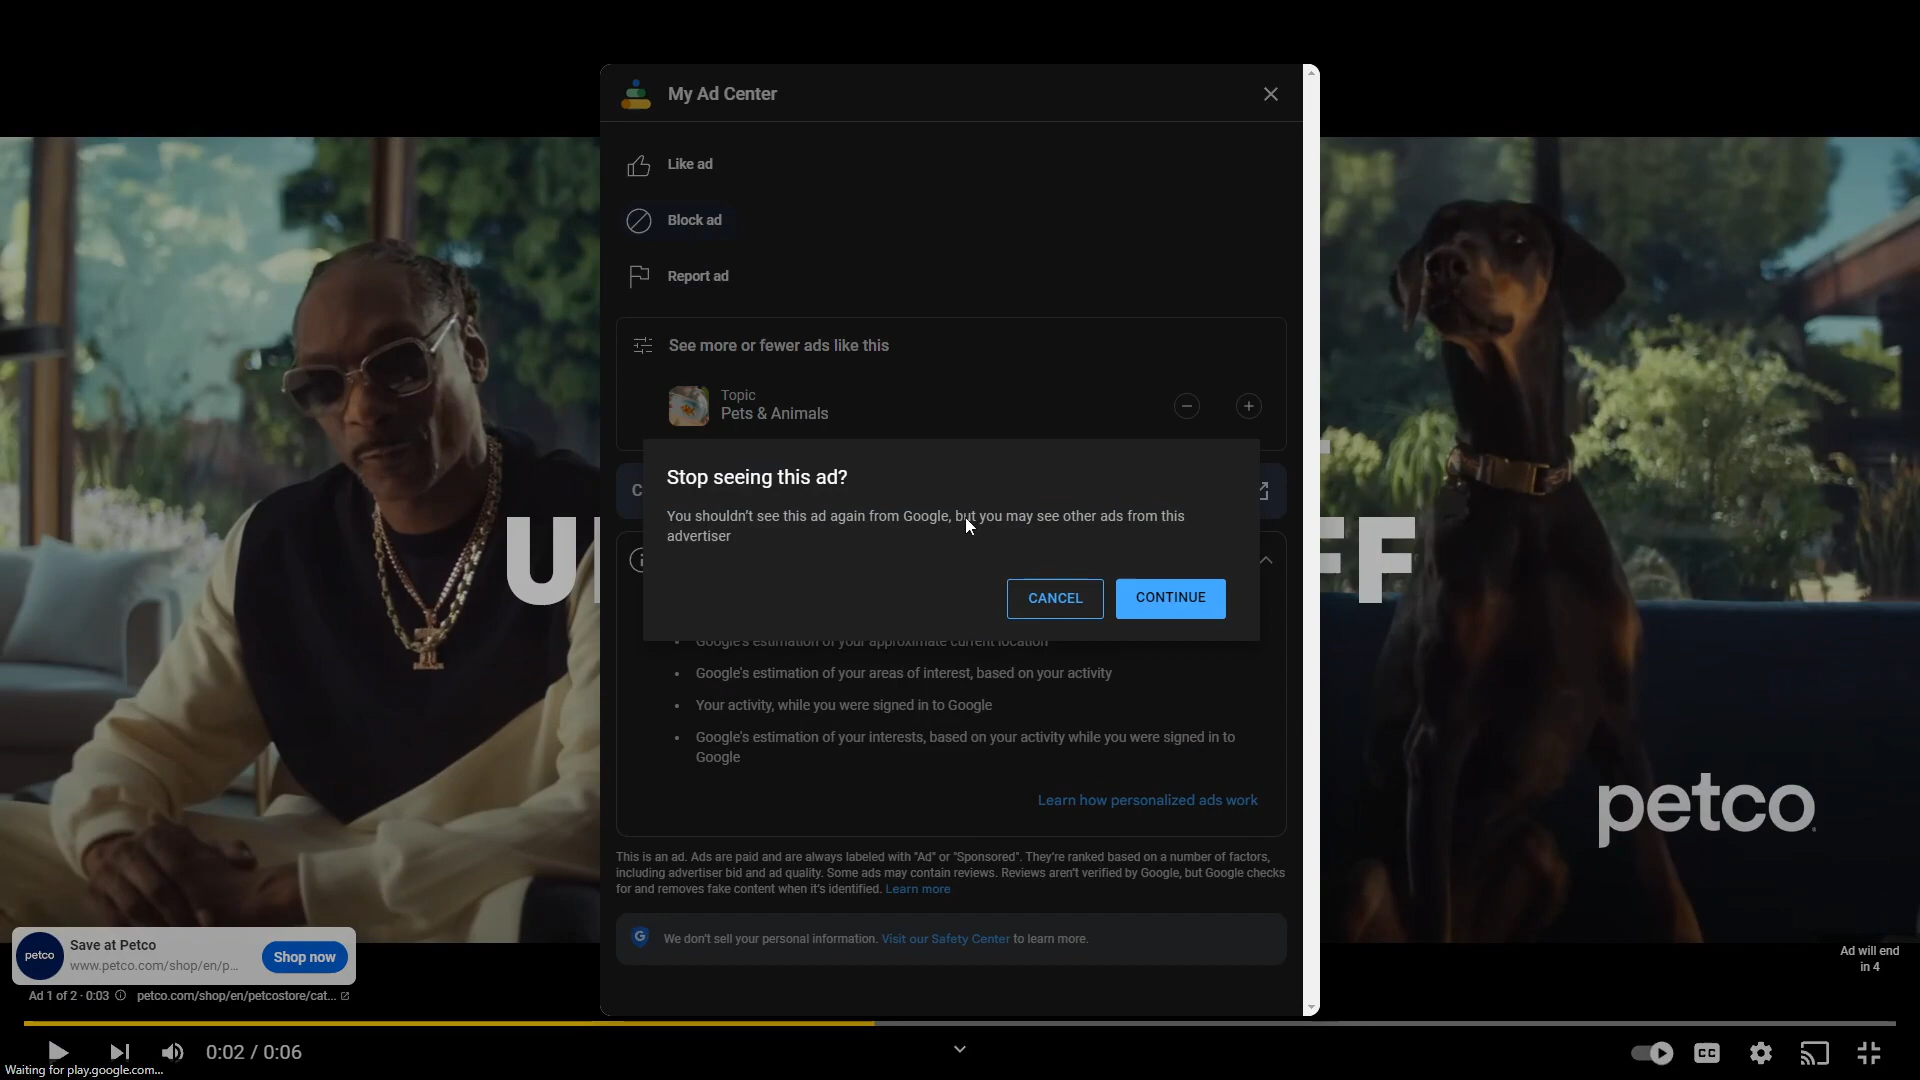 My Ad Center
Like ad
Block ad
Report ad
See more or fewer ads like this
Topic
Pets & Animals
Stop seeing this ad?
You shouldn't see this ad again from Google, but you may see other ads from this
advertiser
CANCEL
CONTINUE
Google's estimation of your approximate current location
Google's estimation of your areas of interest, based on your activity
Your activity, while you were signed in to Google
Google's estimation of your interests, based on your activity while you were signed in to
Google
Learn how personalized ads work
This is an ad. Ads are paid and are always labeled with "Ad" or "Sponsored". They're ranked based on a number of factors,
including advertiser bid and ad quality. Some ads may contain reviews. Reviews aren't verified by Google, but Google checks
for and removes fake content when it's identified. Learn more
We don't sell your personal information. Visit our Safety Center to learn more.
petco
petco
Save at Petco
www.petco.com/shop/en/p...
Shop now
Ad 1 of 2 · 0:03
petco.com/shop/en/petcostore/cat...
Ad will end
in 4
0:02 / 0:06
CC
Waiting for play.google.com...